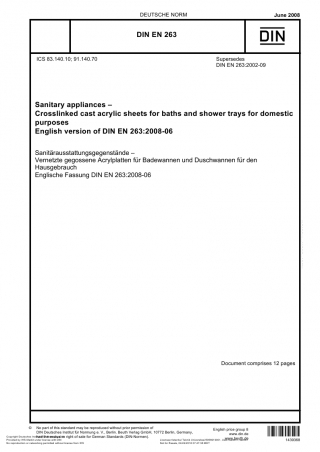 DEUTSCHE NORM
June 2008
DIN EN 263
DIN
ICS 83.140.10; 91.140.70
Supersedes
DIN EN 263:2002-09
Sanitary appliances –
Crosslinked cast acrylic sheets for baths and shower trays for domestic
purposes
English version of DIN EN 263:2008-06
Sanitärausstattungsgegenstände –
Vernetzte gegossene Acrylplatten für Badewannen und Duschwannen für den
Hausgebrauch
Englische Fassung DIN EN 263:2008-06
Document comprises 12 pages
© No part of this standard may be reproduced without prior permission of
DIN Deutsches Institut für Normung e. V., Berlin. Beuth Verlag GmbH, 10772 Berlin, Germany,
right of sale for German Standards (DIN-Normen).
English price group 8
www.din.de
www.beuth.de